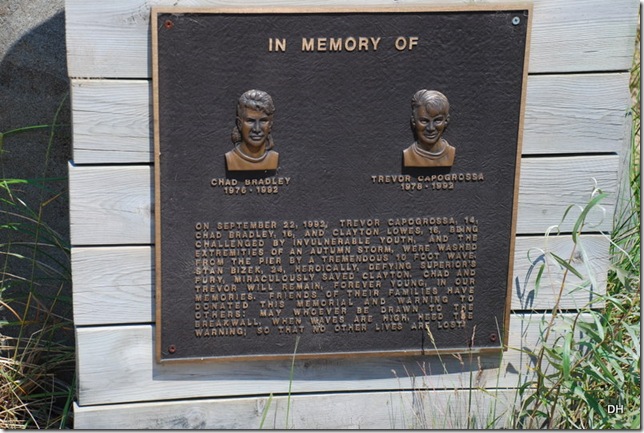 IN MEMORY OF
CHAD BRADLEY
1976 · 1992
TREVOR CAPOGROSSA
1978 · 1992
ON SEPTEMBER 22, 1992, TREVOR CAPOGROSSA, 14,
CHAD BRADLEY, 16, AND CLAYTON LOWES, 16, BEING
CHALLENGED BY INVULNERABLE YOUTH, AND THE
EXTREMITIES OF AN AUTUMN STORM, WERE WASHED
FROM THE PIER BY A TREMENDOUS 10 FOOT WAVE.
STAN BIZEK, 24, HEROICALLY, DEFYING SUPERIOR'S
FURY, MIRACULOUSLY SAVED CLAYTON. CHAD AND
TREVOR WILL REMAIN, FOREVER YOUNG, IN OUR
MEMORIES. FRIENDS OF THEIR FAMILIES HAVE
DONATED THIS MEMORIAL AND WARNING TO
OTHERS: MAY WHOEVER BE DRAWN TO THE
BREAKWALL, WHEN WAVES ARE HIGH, HEED THE
WARNING, SO THAT NO OTHER LIVES ARE LOST!
DH